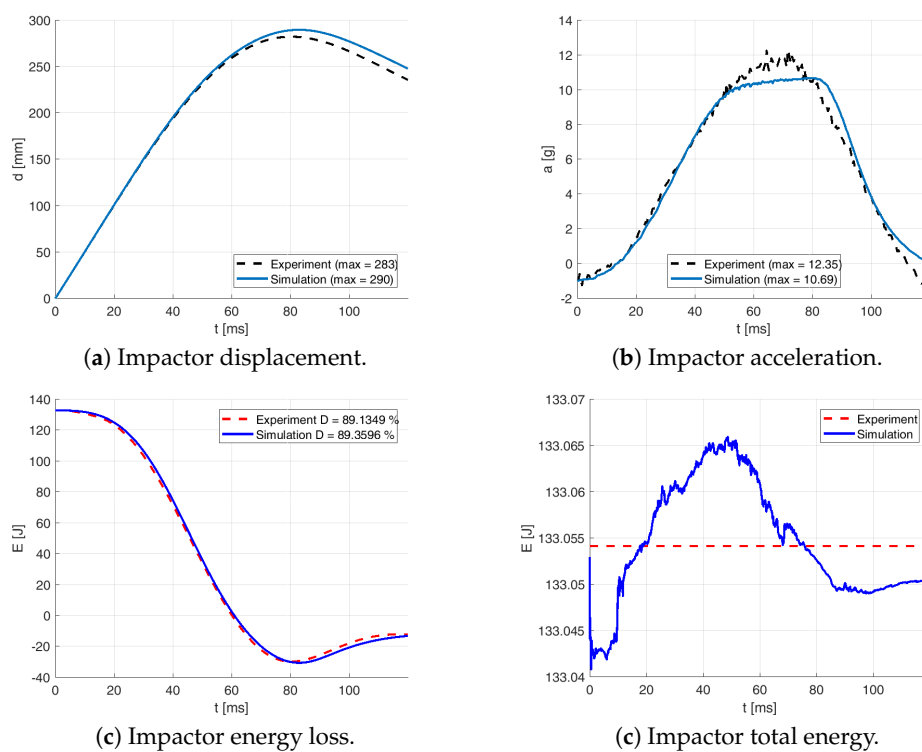 300
250
200
150
100
50
0
d [mm]
0 20 40 60 80 100
t [ms]
Experiment (max = 283)
Simulation (max = 290)
(a) Impactor displacement.
14
12
10
8
6
4
2
0
-2
a [g]
0 20 40 60 80 100
t [ms]
Experiment (max = 12.35)
Simulation (max = 10.69)
(b) Impactor acceleration.
140
120
100
80
60
40
20
0
-20
-40
E [J]
0 20 40 60 80 100
t [ms]
Experiment D = 89.1349 %
Simulation D = 89.3596 %
(c) Impactor energy loss.
133.07
133.065
133.06
133.055
133.05
133.045
133.04
E [J]
0 20 40 60 80 100
t [ms]
Experiment
Simulation
(c) Impactor total energy.